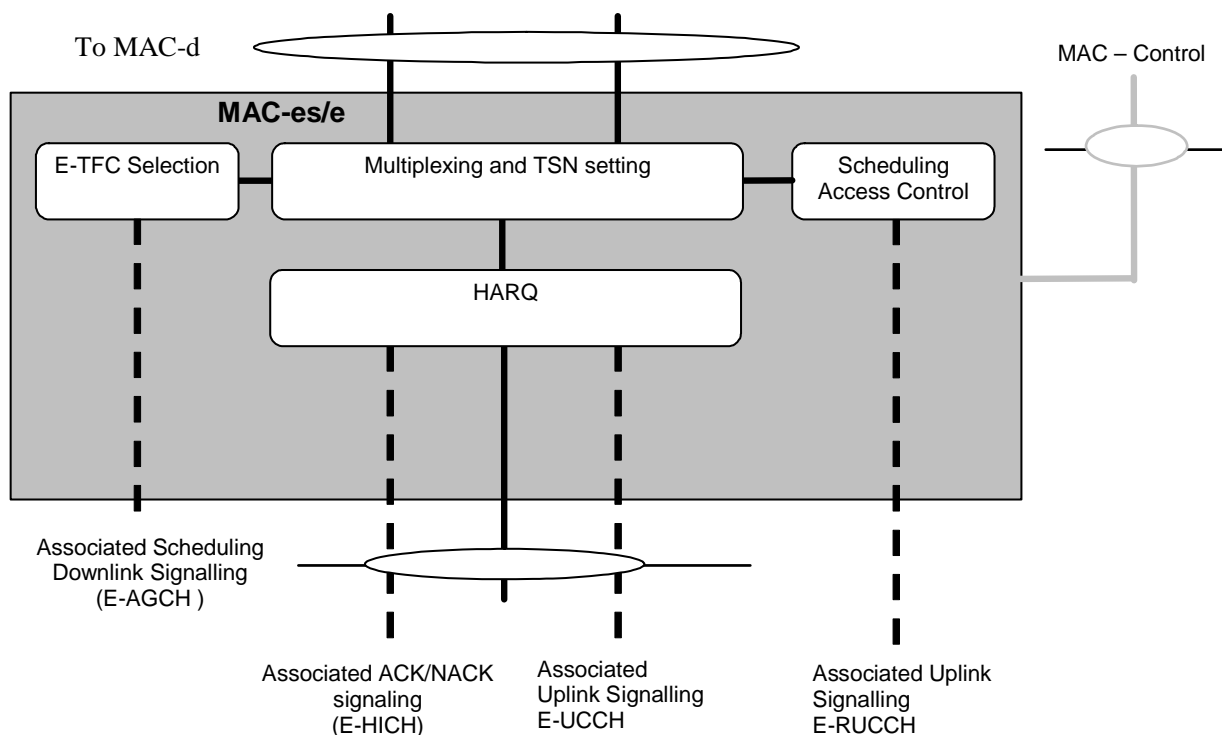 To MAC-d
MAC – Control
MAC-es/e
E-TFC Selection
Multiplexing and TSN setting
Scheduling
Access Control
HARQ
Associated Scheduling
Downlink Signalling
(E-AGCH )
Associated ACK/NACK
signaling
(E-HICH)
Associated
Uplink Signalling
E-UCCH
Associated Uplink
Signalling
E-RUCCH